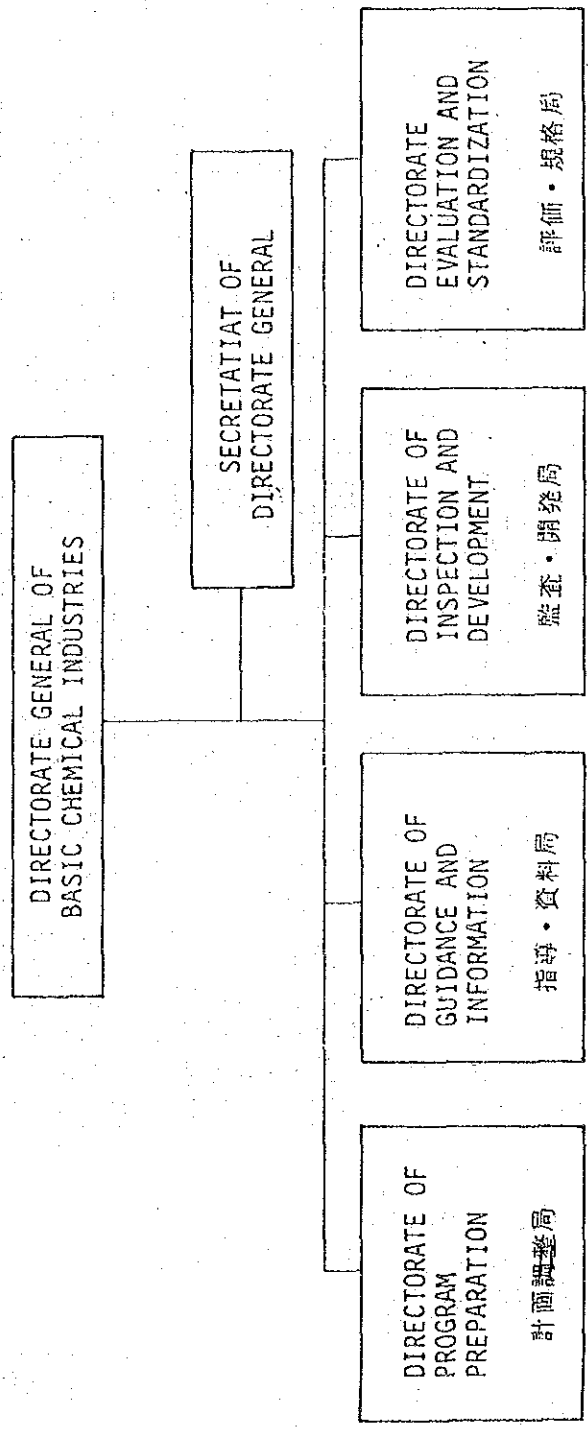 DIRECTORATE GENERAL OF
BASIC CHEMICAL INDUSTRIES
SECRETATIAT OF
DIRECTORATE GENERAL
DIRECTORATE OF
PROGRAM
PREPARATION
計画調整局
DIRECTORATE OF
GUIDANCE AND
INFORMATION
指導・資料局
DIRECTORATE OF
INSPECTION AND
DEVELOPMENT
監査・開発局
DIRECTORATE
EVALUATION AND
STANDARDIZATION
評価・規格局